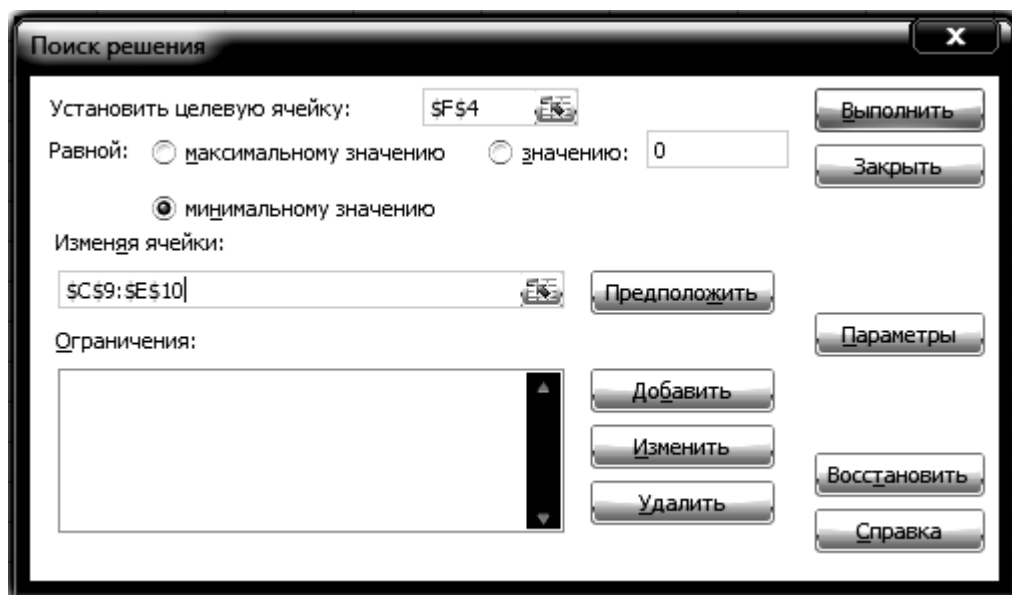 Поиск решения
x
Установить целевую ячейку: $F$4
Выполнить
Равной: максимальному значению значению: 0
Закрыть
минимальному значению
Изменяя ячейки:
$C$9:$E$10
Предположить
Параметры
Ограничения:
Добавить
Изменить
Восстановить
Удалить
Справка